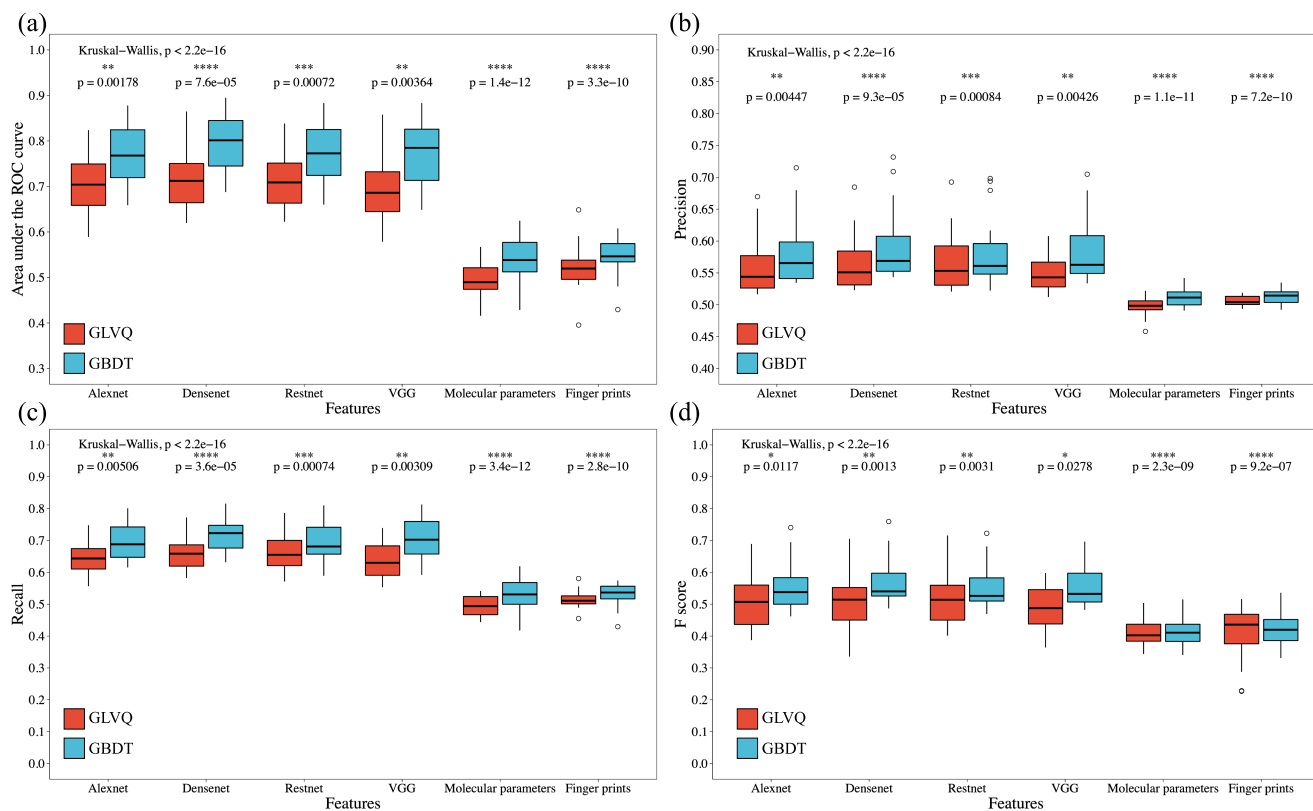 (a)
Kruskal−Wallis, p < 2.2e−16
** **** *** ** **** ****
p = 0.00178 p = 7.6e−05 p = 0.00072 p = 0.00364 p = 1.4e−12 p = 3.3e−10
1.0
0.9
0.8
0.7
0.6
0.5
0.4
0.3
Area under the ROC curve
GLVQ
GBDT
Alexnet Densenet Restnet VGG Molecular parameters Finger prints
Features
(b)
Kruskal−Wallis, p < 2.2e−16
** **** *** ** **** ****
p = 0.00447 p = 9.3e−05 p = 0.00084 p = 0.00426 p = 1.1e−11 p = 7.2e−10
0.90
0.85
0.80
0.75
0.70
0.65
0.60
0.55
0.50
0.45
0.40
Precision
GLVQ
GBDT
Alexnet Densenet Restnet VGG Molecular parameters Finger prints
Features
(c)
Kruskal−Wallis, p < 2.2e−16
** **** *** ** **** ****
p = 0.00506 p = 3.6e−05 p = 0.00074 p = 0.00309 p = 3.4e−12 p = 2.8e−10
1.0
0.9
0.8
0.7
0.6
0.5
0.4
0.3
0.2
0.1
0.0
Recall
GLVQ
GBDT
Alexnet Densenet Restnet VGG Molecular parameters Finger prints
Features
(d)
Kruskal−Wallis, p < 2.2e−16
* ** ** * **** ****
p = 0.0117 p = 0.0013 p = 0.0031 p = 0.0278 p = 2.3e−09 p = 9.2e−07
1.0
0.9
0.8
0.7
0.6
0.5
0.4
0.3
0.2
0.1
0.0
F score
GLVQ
GBDT
Alexnet Densenet Restnet VGG Molecular parameters Finger prints
Features